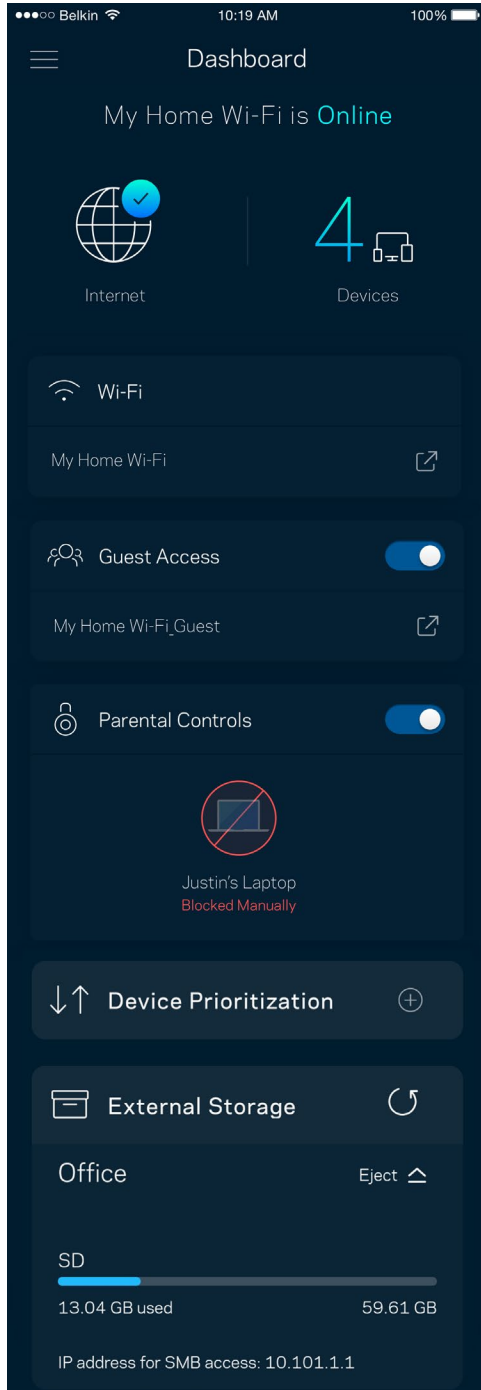 Belkin 10:19 AM 100%
Dashboard
My Home Wi-Fi is Online
4
Internet Devices
Wi-Fi
My Home Wi-Fi
Guest Access
My Home Wi-Fi_Guest
Parental Controls
Justin's Laptop
Blocked Manually
Device Prioritization
External Storage
Office Eject
SD
13.04 GB used 59.61 GB
IP address for SMB access: 10.101.1.1